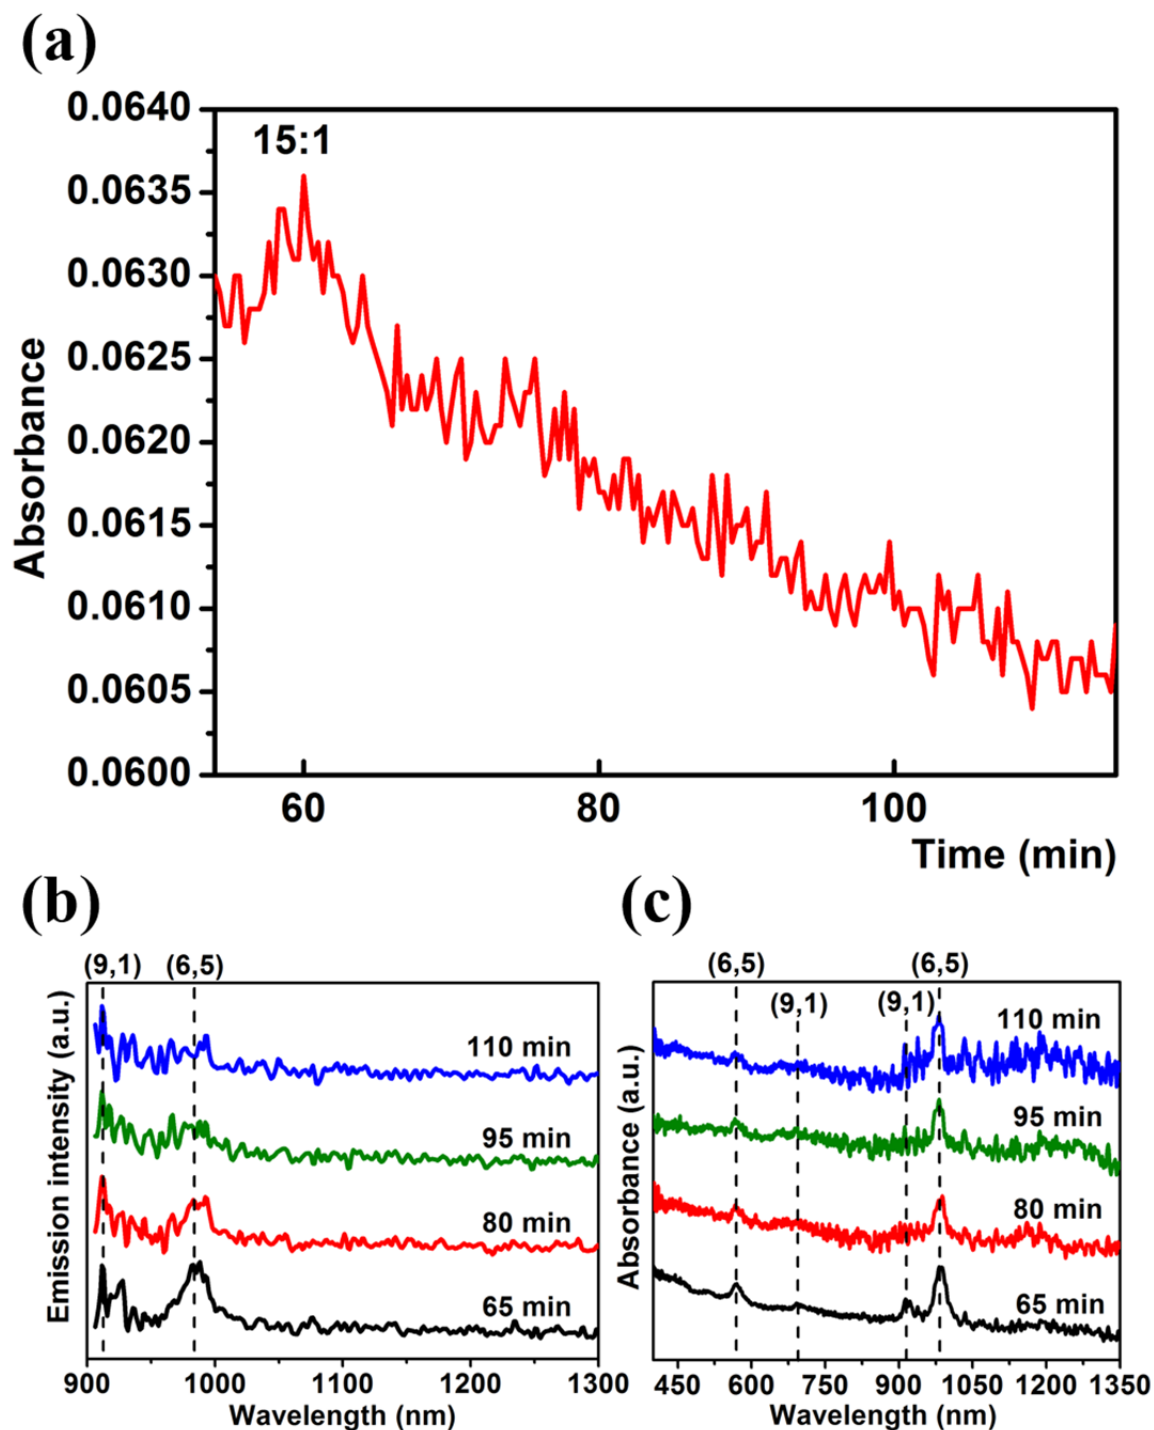 (a)
0.0640
15:1
0.0635
0.0630
0.0625
0.0620
0.0615
0.0610
0.0605
0.0600
Absorbance
60 80 100
Time (min)
(b)
(9,1) (6,5)
110 min
95 min
80 min
65 min
Emission intensity (a.u.)
900 1000 1100 1200 1300
Wavelength (nm)
(c)
(6,5) (6,5)
(9,1) (9,1)
110 min
95 min
80 min
65 min
Absorbance (a.u.)
450 600 750 900 1050 1200 1350
Wavelength (nm)